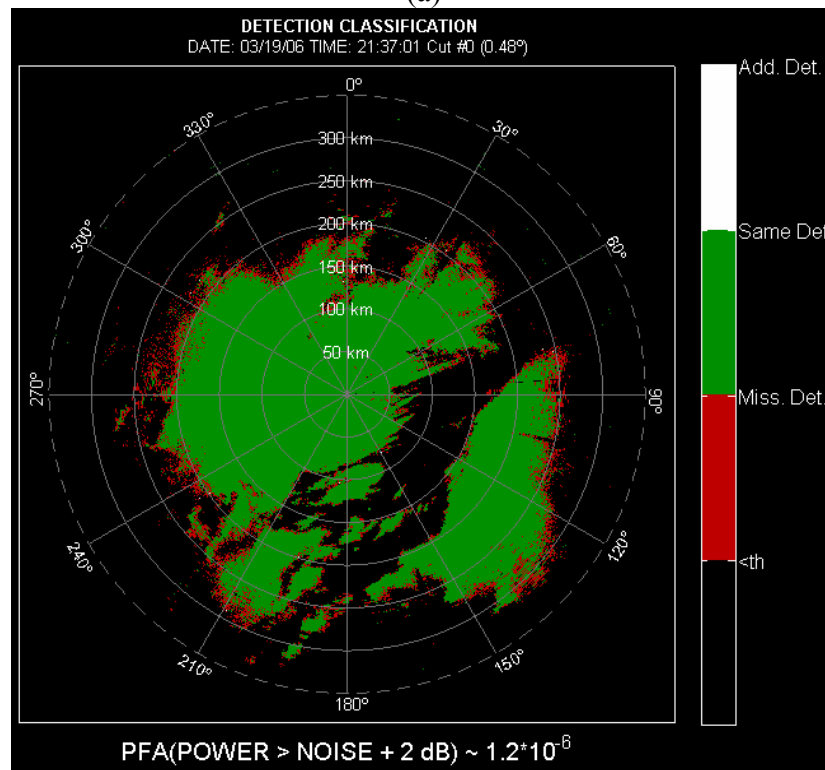 (a)
DETECTION CLASSIFICATION
DATE: 03/19/06 TIME: 21:37:01 Cut #0 (0.48°)
0°
30°
60°
90°
120°
150°
180°
210°
240°
270°
300°
330°
300 km
250 km
200 km
150 km
100 km
50 km
Add. Det.
Same Det
Miss. Det.
<th
PFA(POWER > NOISE + 2 dB) ~ 1.2*10⁻⁶